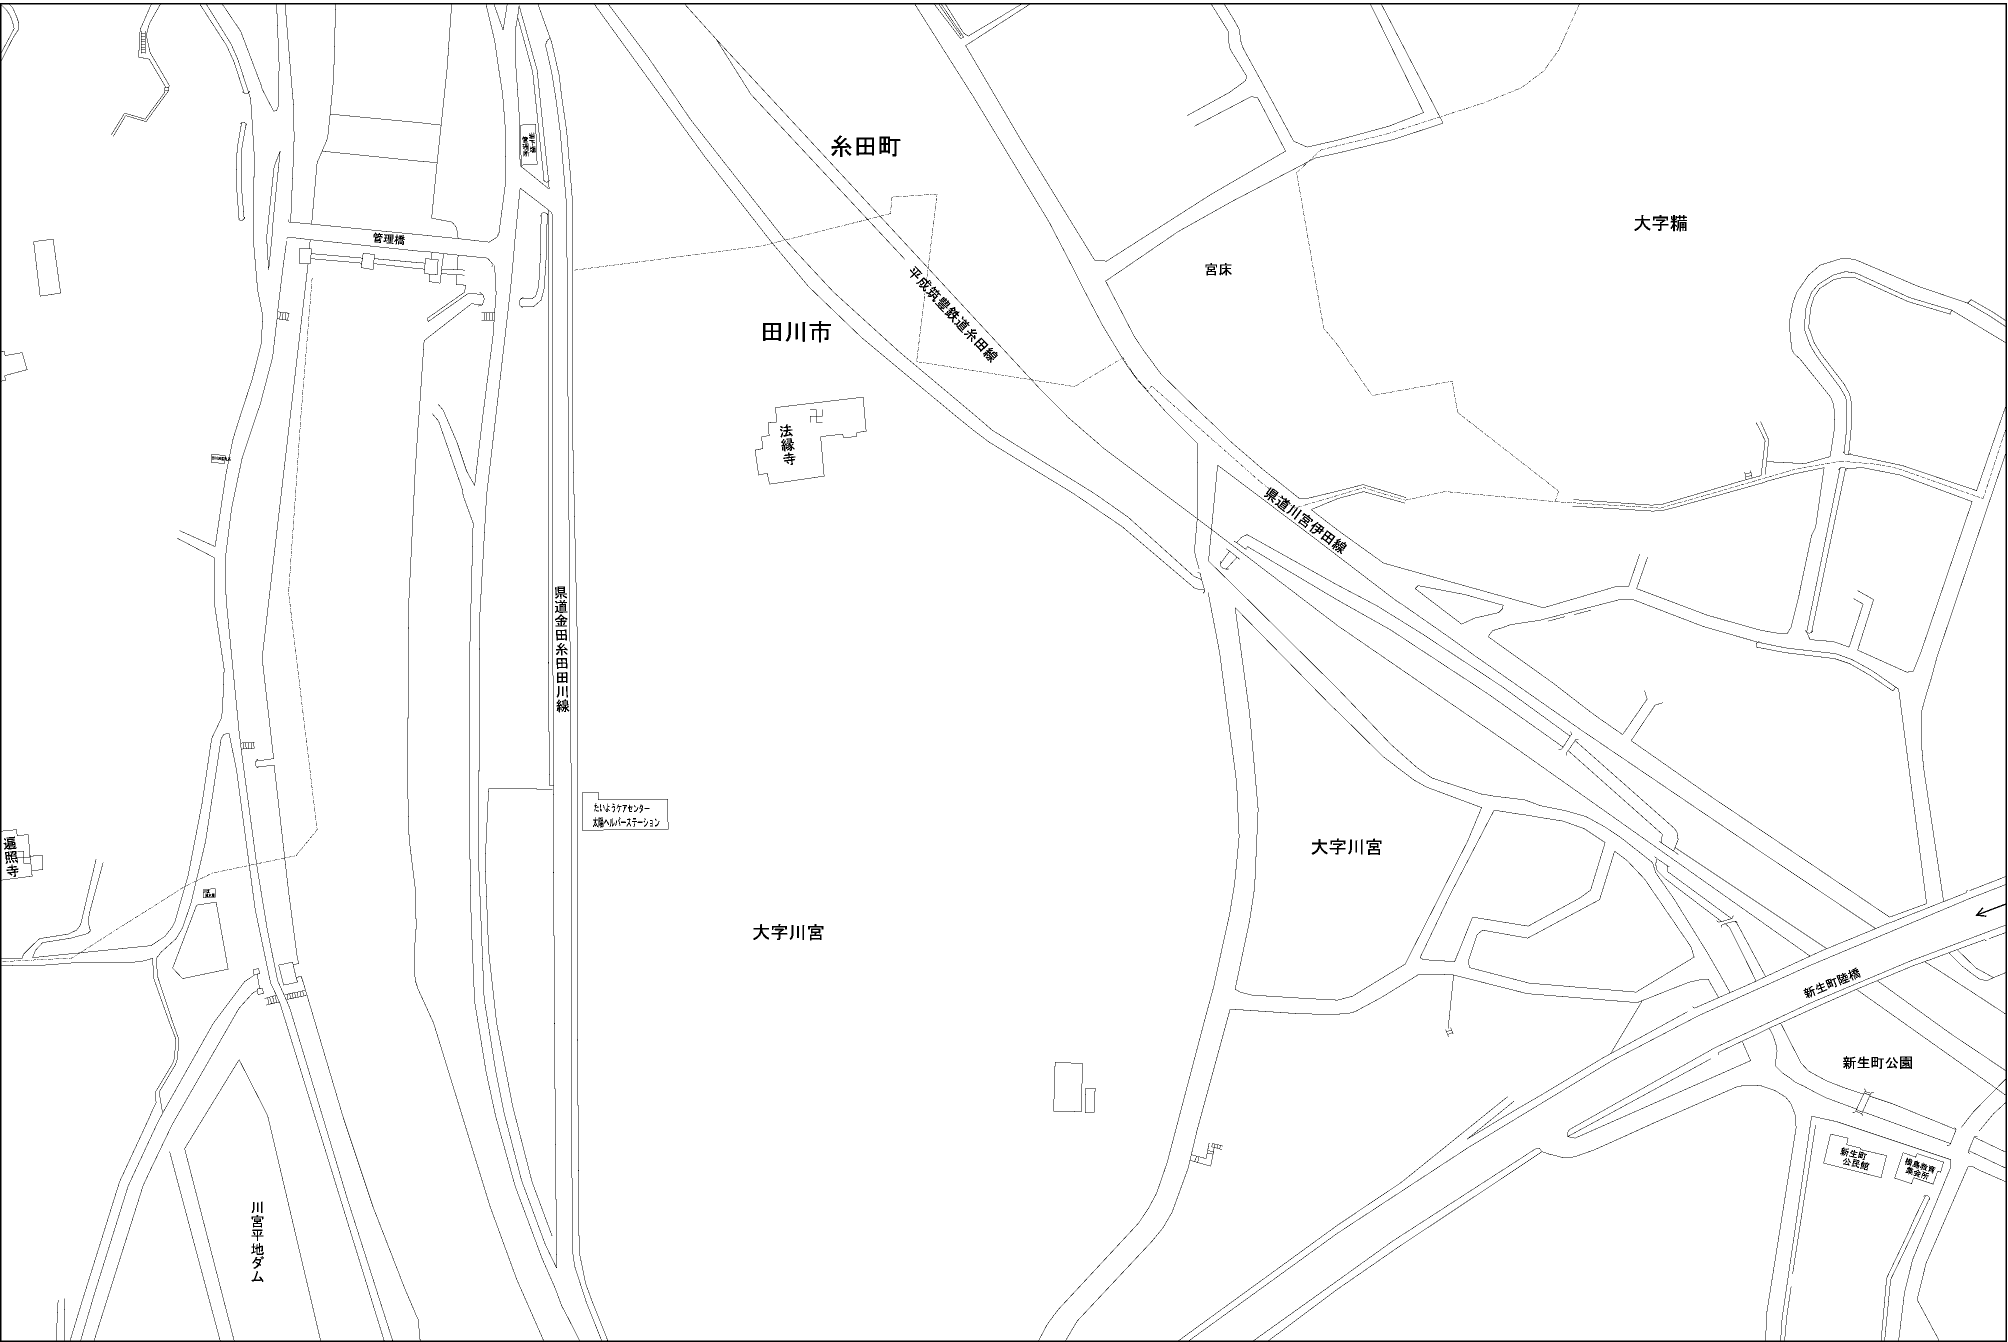 糸田町
大字糒
管理橋
宮床
平成筑豊鉄道糸田線
田川市
法縁寺
県道川宮伊田線
県道金田糸田田川線
たいようケアセンター
太陽ヘルパーステーション
遍照寺
大字川宮
大字川宮
新生町陸橋
新生町公園
新生町
公民館
集会所
川宮平地ダム